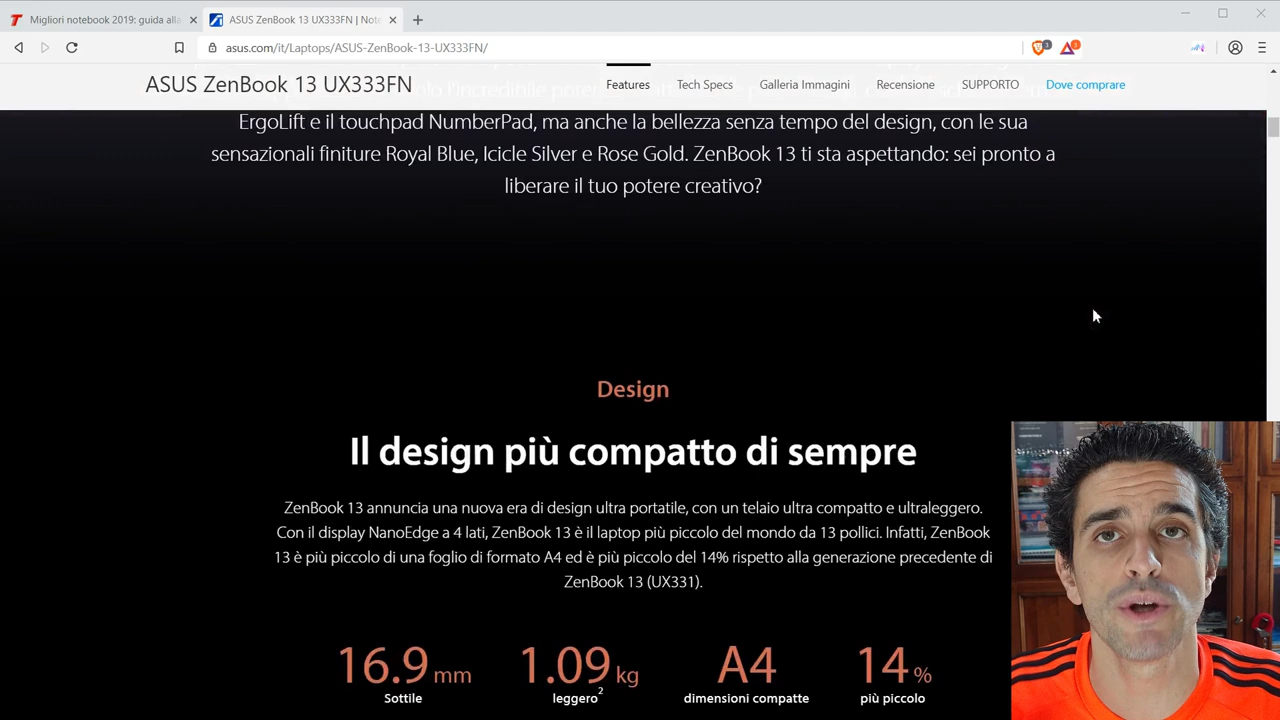 Migliori notebook 2019: guida alla
ASUS ZenBook 13 UX333FN | Note
asus.com/it/Laptops/ASUS-ZenBook-13-UX333FN/
ASUS ZenBook 13 UX333FN
Features
Tech Specs
Galleria Immagini
Recensione
SUPPORTO
Dove comprare
ErgoLift e il touchpad NumberPad, ma anche la bellezza senza tempo del design, con le sua
sensazionali finiture Royal Blue, Icicle Silver e Rose Gold. ZenBook 13 ti sta aspettando: sei pronto a
liberare il tuo potere creativo?
Design
Il design più compatto di sempre
ZenBook 13 annuncia una nuova era di design ultra portatile, con un telaio ultra compatto e ultraleggero.
Con il display NanoEdge a 4 lati, ZenBook 13 è il laptop più piccolo del mondo da 13 pollici. Infatti, ZenBook
13 è più piccolo di una foglio di formato A4 ed è più piccolo del 14% rispetto alla generazione precedente di
ZenBook 13 (UX331).
16.9 mm
Sottile
1.09 kg
leggero2
A4
dimensioni compatte
14 %
più piccolo